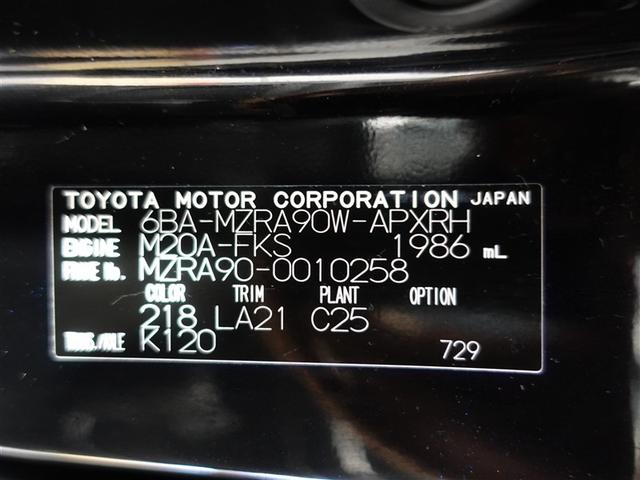 TOYOTA MOTOR CORPORATION JAPAN
MODEL 6BA-MZRA90W-APXRH
ENGINE M20A-FKS 1986 mL
FRAME No. MZRA90-0010258
COLOR TRIM PLANT OPTION
218 LA21 C25
TRANS./AXLE K120 729